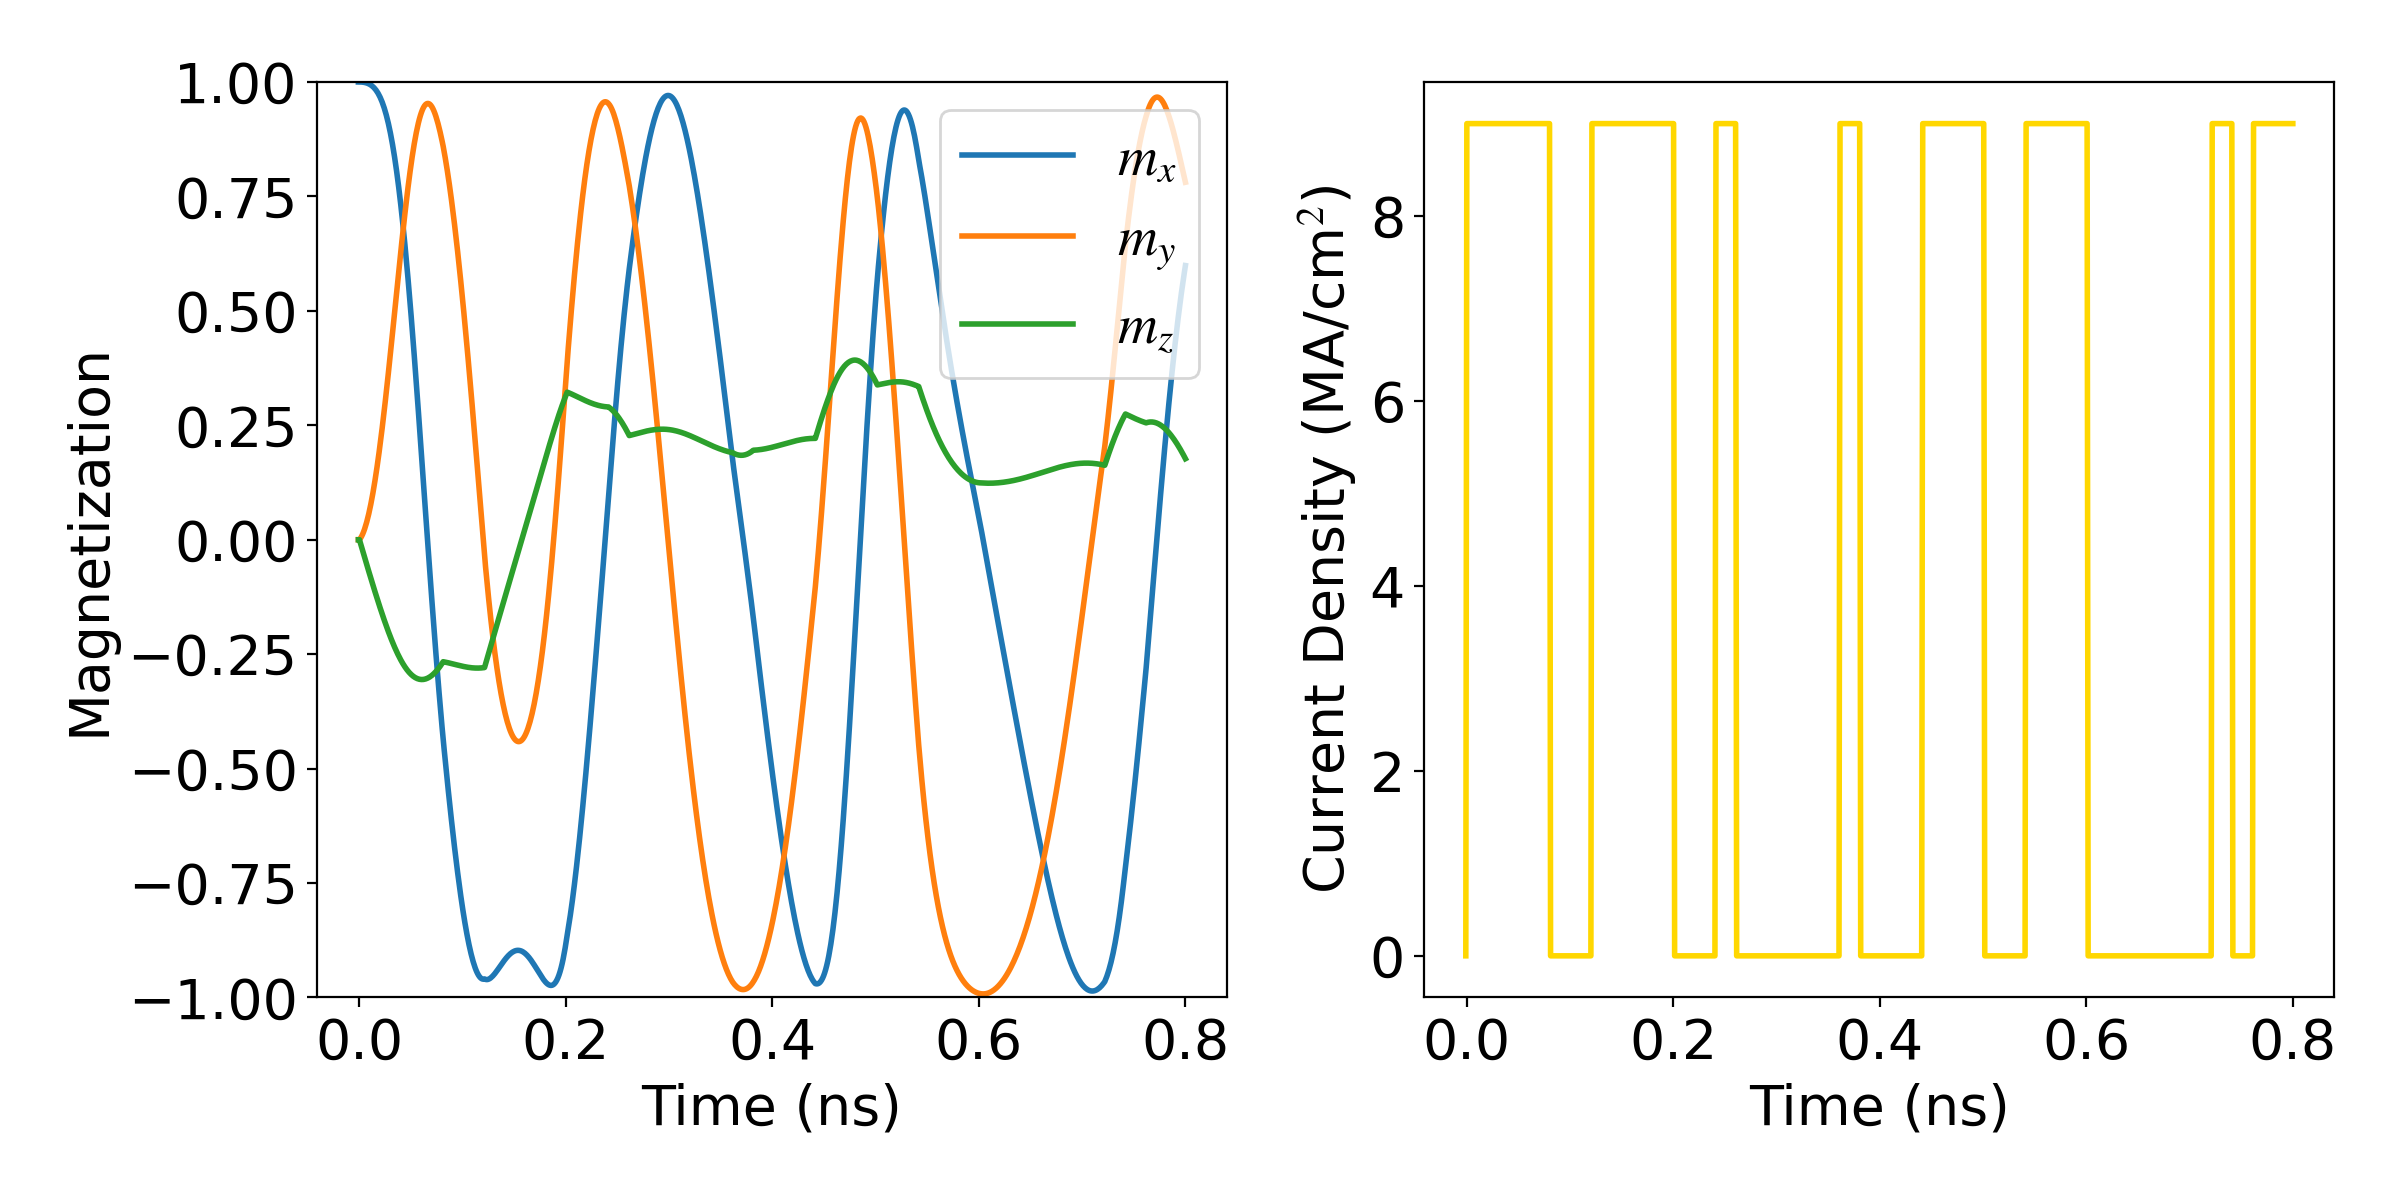 Magnetization
1.00
0.75
0.50
0.25
0.00
−0.25
−0.50
−0.75
−1.00
0.0 0.2 0.4 0.6 0.8
Time (ns)
m_x
m_y
m_z
Current Density (MA/cm²)
8
6
4
2
0
0.0 0.2 0.4 0.6 0.8
Time (ns)